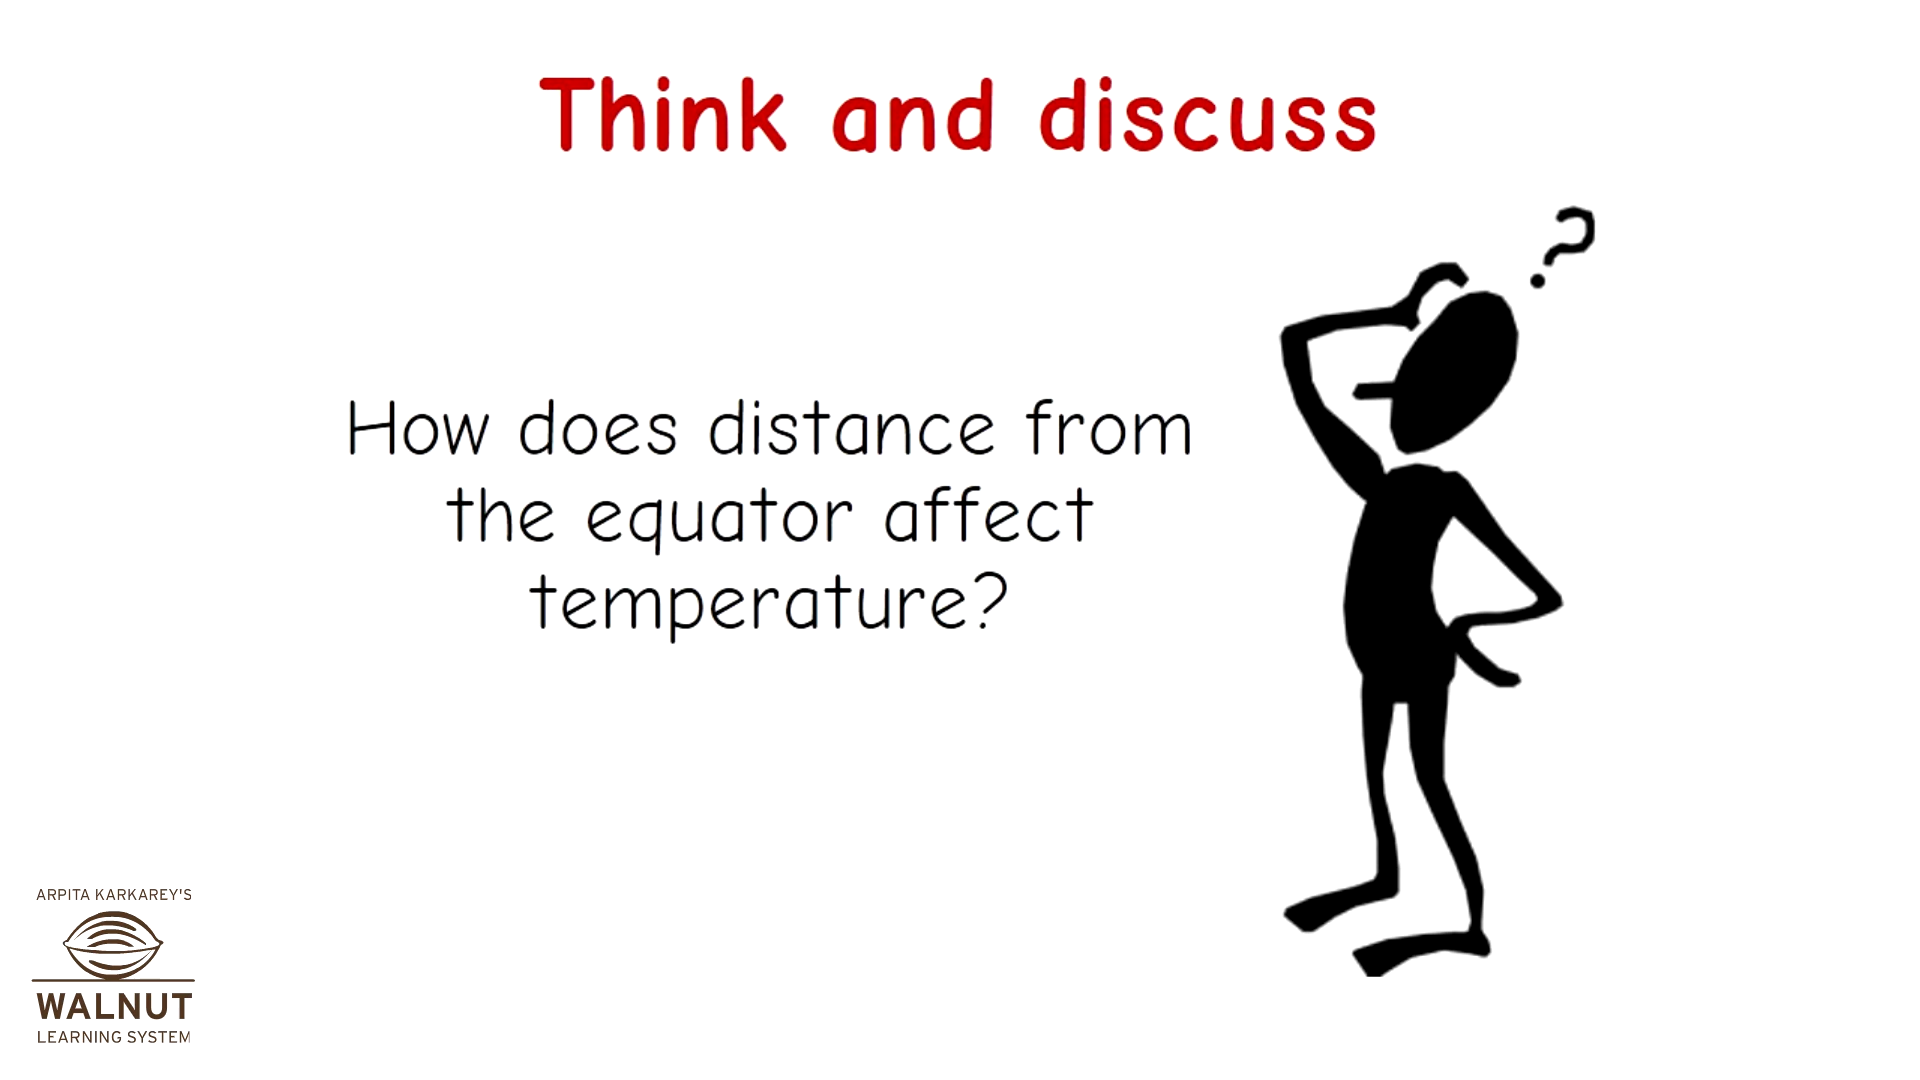 Think and discuss
?
How does distance from
the equator affect
temperature?
ARPITA KARKAREY'S
WALNUT
LEARNING SYSTEM